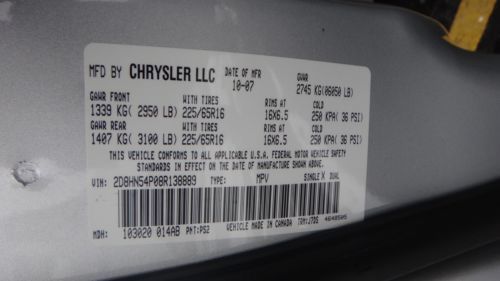 MFD BY CHRYSLER LLC DATE OF MFR GVWR
10-07 2745 KG(06050 LB)
GAWR FRONT WITH TIRES RIMS AT COLD
1339 KG( 2950 LB) 225/65R16 16X6.5 250 KPA( 36 PSI)
GAWR REAR WITH TIRES RIMS AT COLD
1407 KG( 3100 LB) 225/65R16 16X6.5 250 KPA( 36 PSI)
THIS VEHICLE CONFORMS TO ALL APPLICABLE U.S.A. FEDERAL MOTOR VEHICLE SAFETY
STANDARDS IN EFFECT ON THE DATE OF MANUFACTURE SHOWN ABOVE.
VIN: 2D8HN54P08R138889 TYPE: MPV SINGLE X DUAL
MDH: 103020 014AB PNT:PS2 VEHICLE MADE IN CANADA TRM:J7DS 4648504S